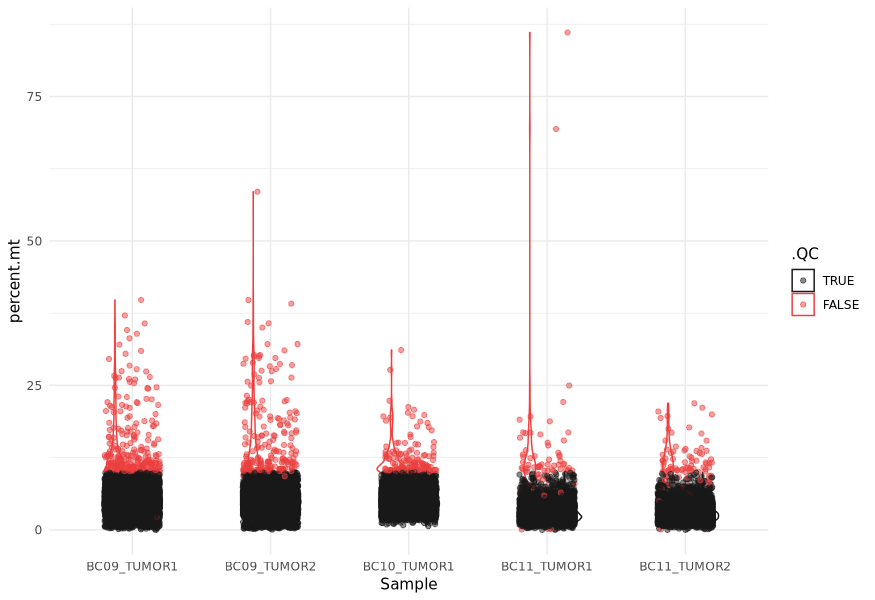 75
50
25
0
percent.mt
BC09_TUMOR1 BC09_TUMOR2 BC10_TUMOR1 BC11_TUMOR1 BC11_TUMOR2
Sample
.QC
TRUE
FALSE